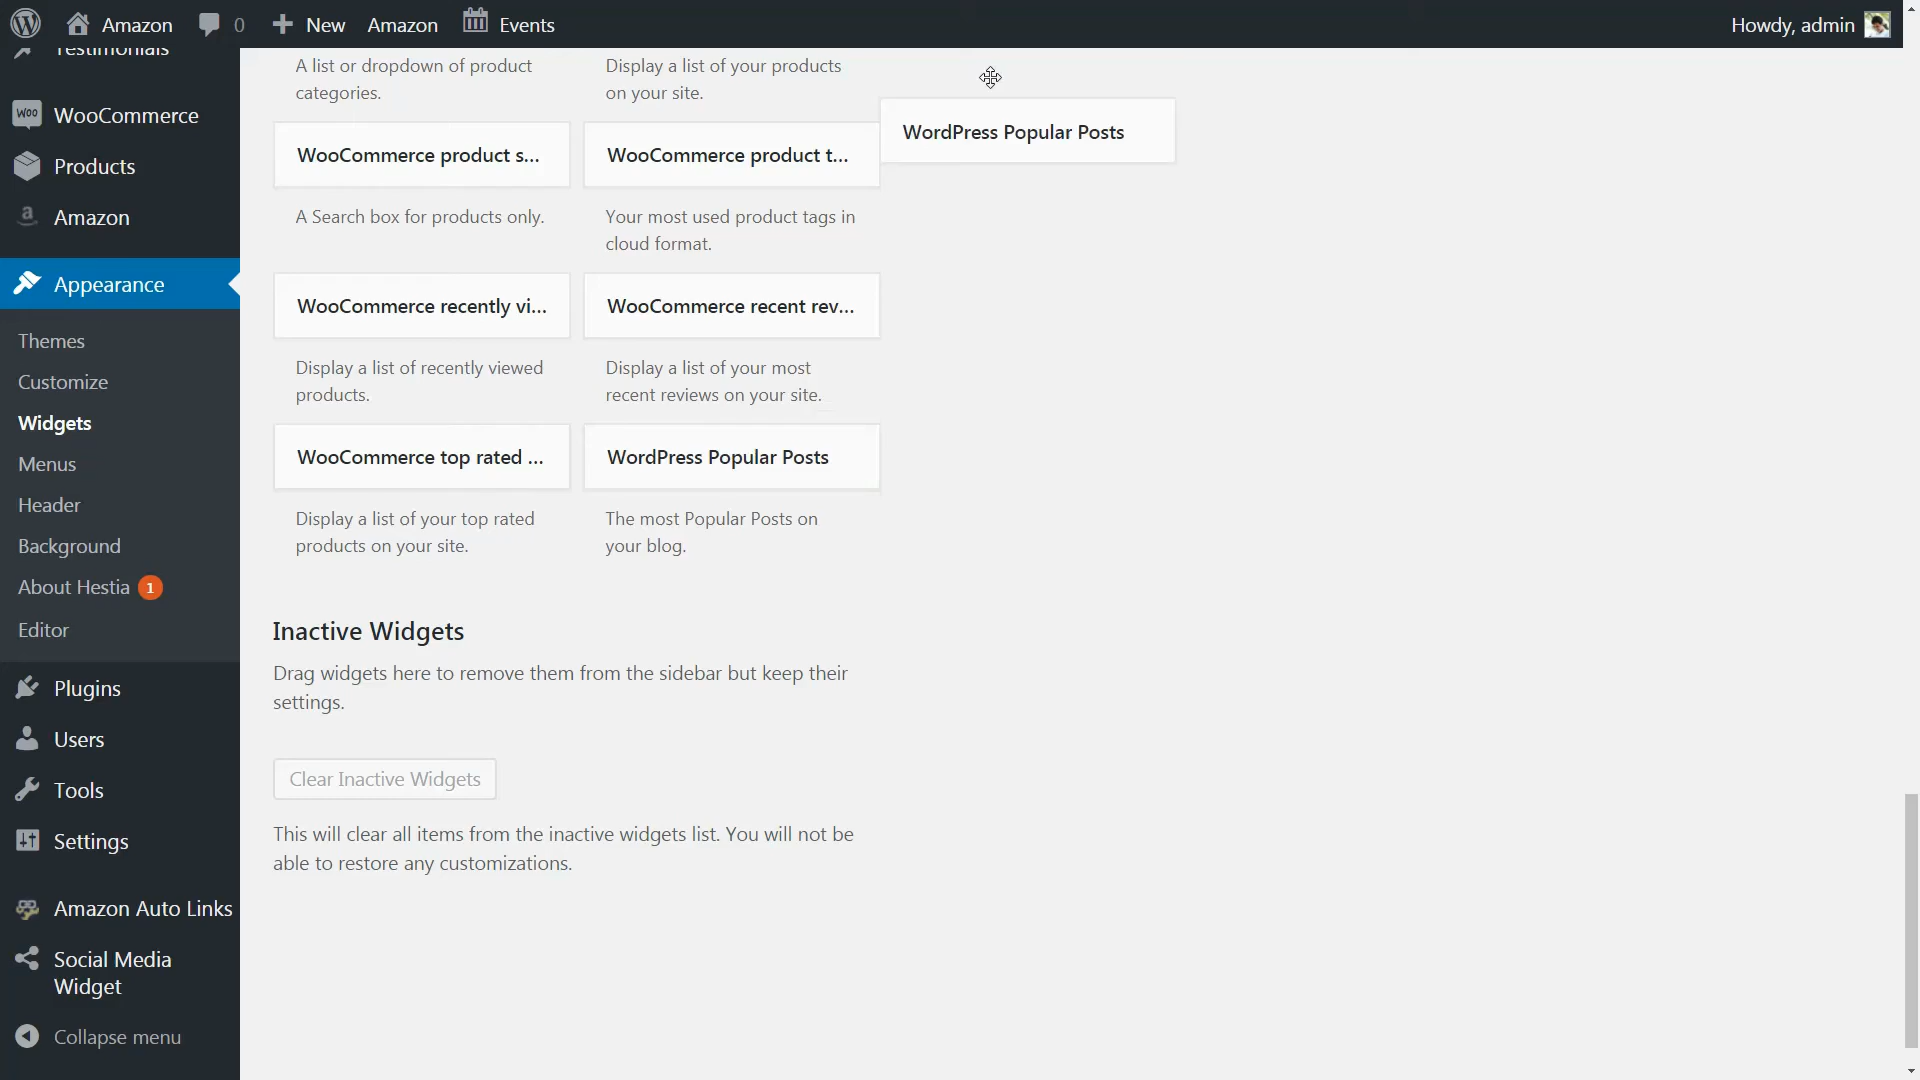 Amazon 0 New Amazon Events Howdy, admin
Testimonials
WOO WooCommerce
Products
Amazon
Appearance
Themes
Customize
Widgets
Menus
Header
Background
About Hestia 1
Editor
Plugins
Users
Tools
Settings
Amazon Auto Links
Social Media
Widget
Collapse menu
A list or dropdown of product
categories.
Display a list of your products
on your site.
WordPress Popular Posts
WooCommerce product s...
WooCommerce product t...
A Search box for products only.
Your most used product tags in
cloud format.
WooCommerce recently vi...
WooCommerce recent rev...
Display a list of recently viewed
products.
Display a list of your most
recent reviews on your site.
WooCommerce top rated ...
WordPress Popular Posts
Display a list of your top rated
products on your site.
The most Popular Posts on
your blog.
Inactive Widgets
Drag widgets here to remove them from the sidebar but keep their
settings.
Clear Inactive Widgets
This will clear all items from the inactive widgets list. You will not be
able to restore any customizations.